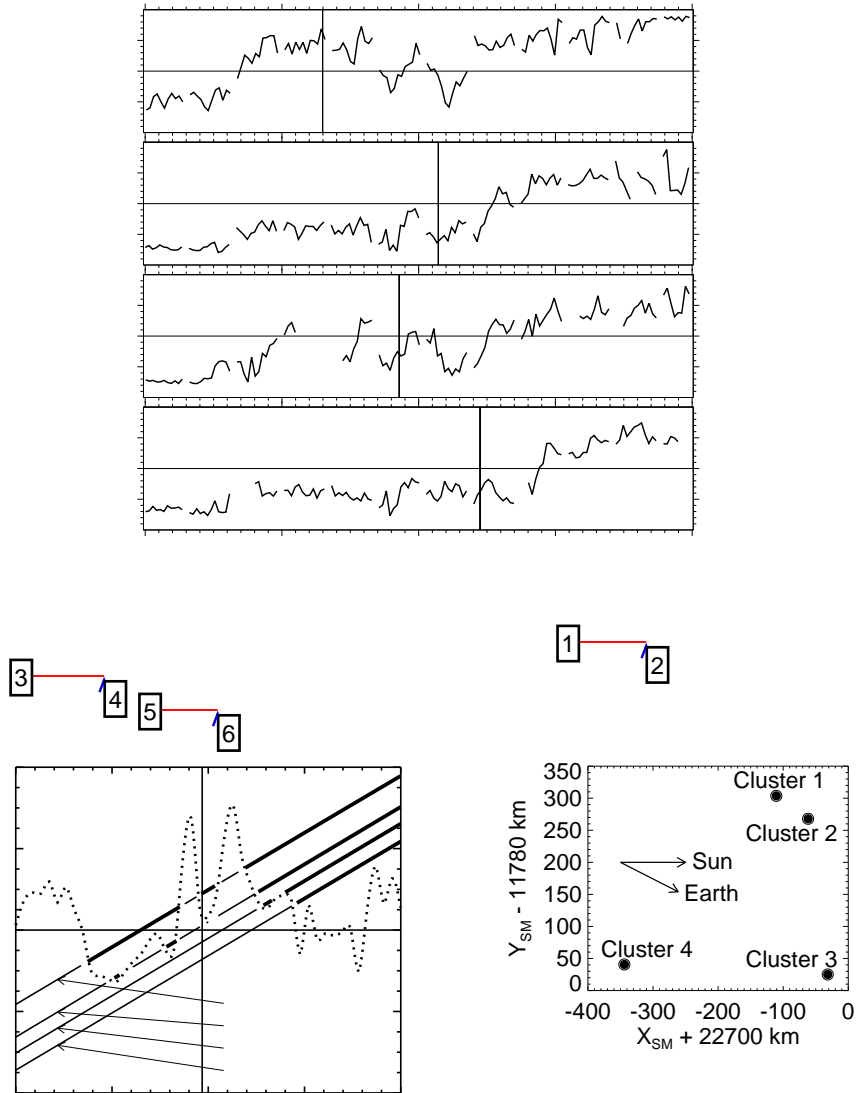 1
2
3
4
5
6
350
300
250
200
150
100
50
0
Y_SM - 11780 km
Cluster 1
Cluster 2
Sun
Earth
Cluster 4
Cluster 3
-400 -300 -200 -100 0
X_SM + 22700 km